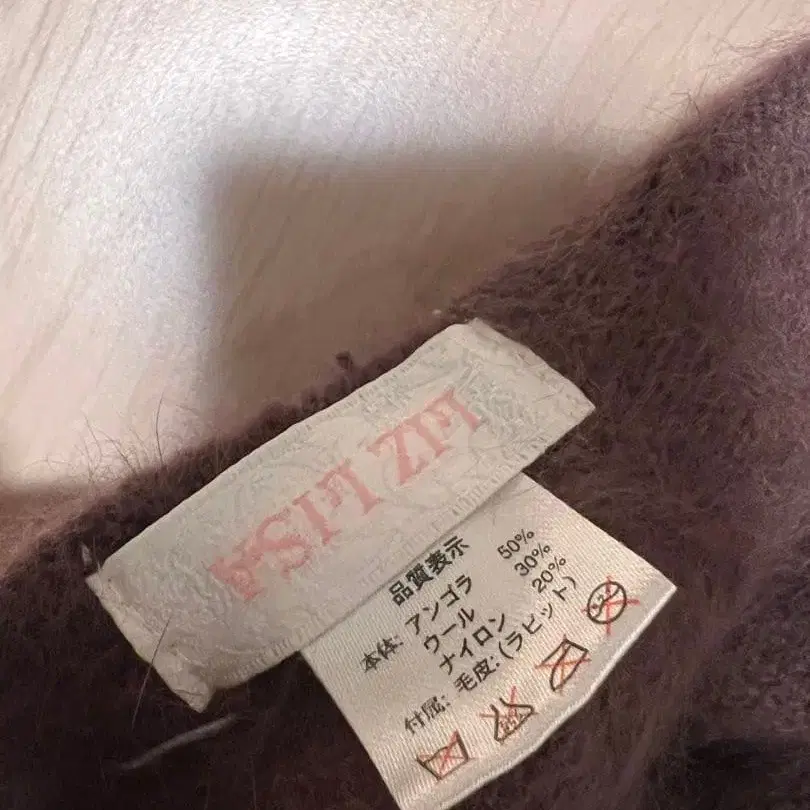 LIZ LISA
品質表示
本体: アンゴラ 50%
ウール 30%
ナイロン 20%
付属: 毛皮:(ラビット)